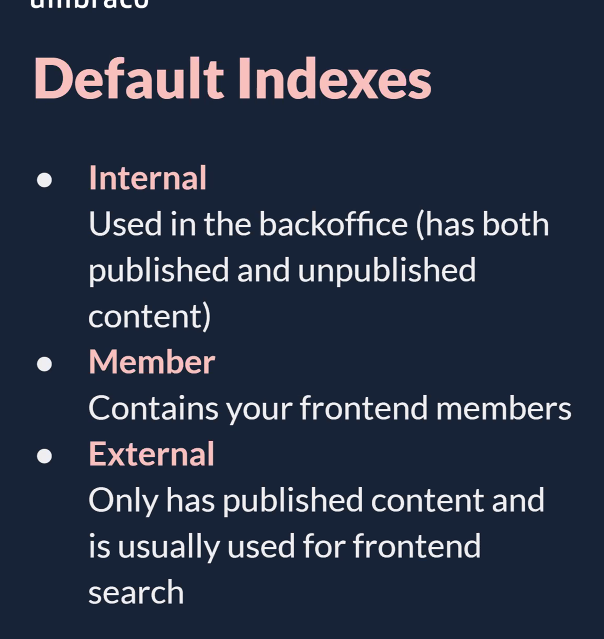 umbraco
Default Indexes
● Internal
Used in the backoffice (has both
published and unpublished
content)
● Member
Contains your frontend members
● External
Only has published content and
is usually used for frontend
search